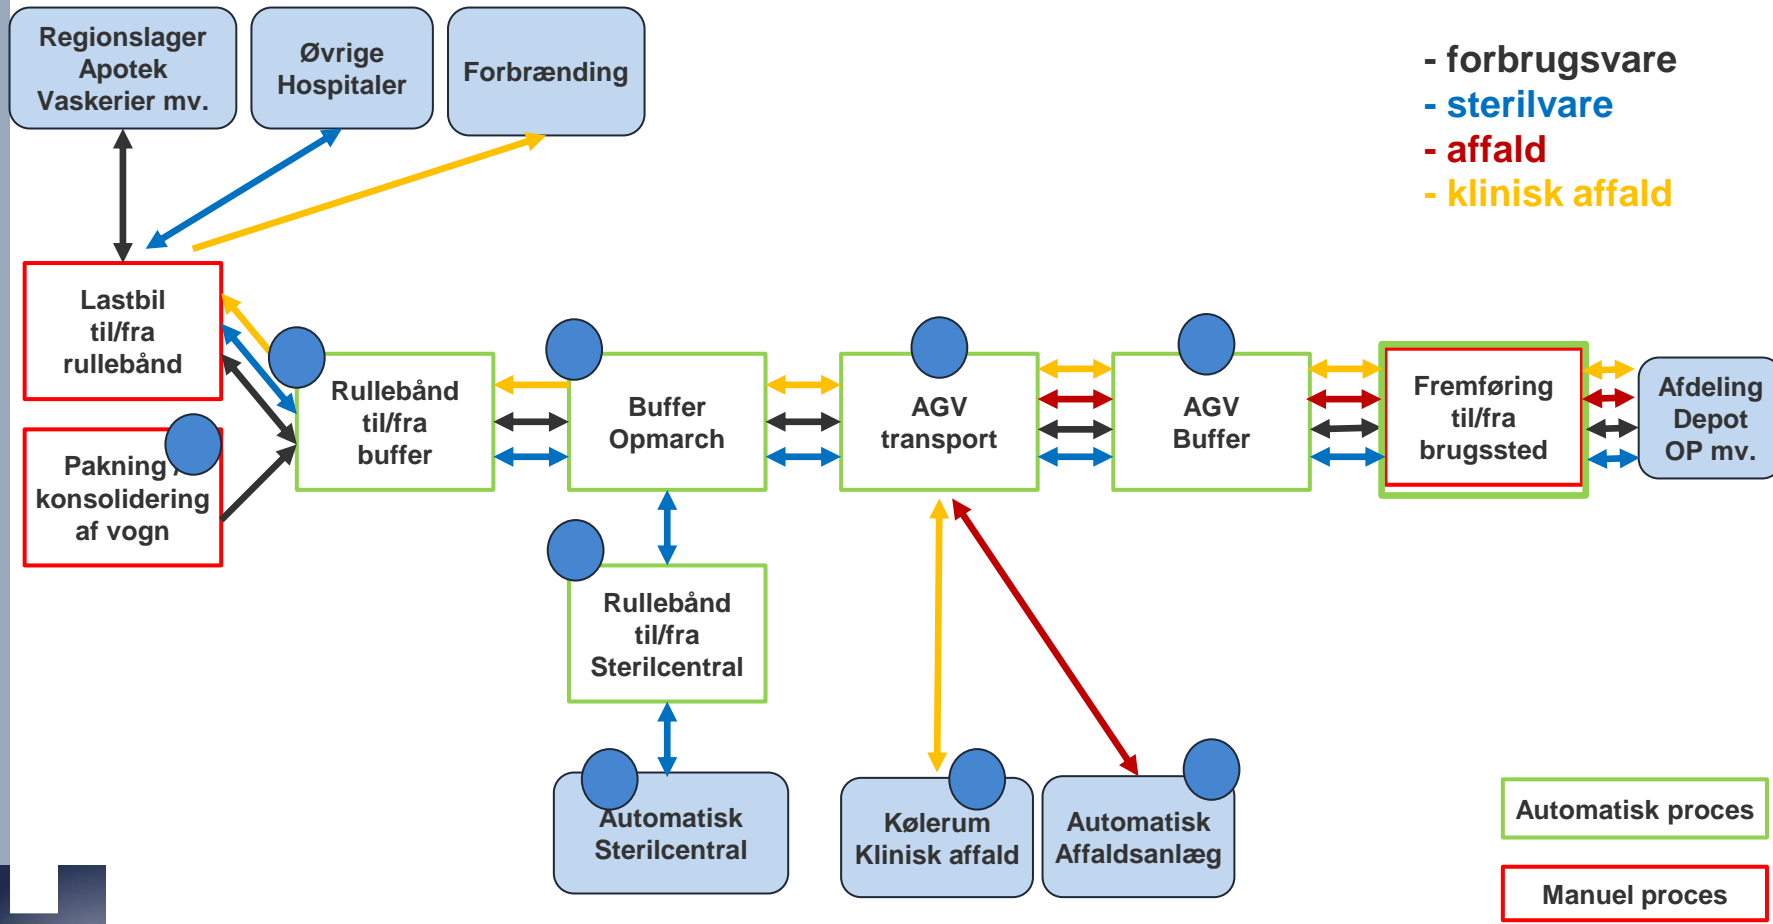 Regionslager
Apotek
Vaskerier mv.
Øvrige
Hospitaler
Forbrænding
- forbrugsvare
- sterilvare
- affald
- klinisk affald
Lastbil
til/fra
rullebånd
Pakning /
konsolidering
af vogn
Rullebånd
til/fra
buffer
Buffer
Opmarch
AGV
transport
AGV
Buffer
Fremføring
til/fra
brugssted
Afdeling
Depot
OP mv.
Rullebånd
til/fra
Sterilcentral
Automatisk
Sterilcentral
Kølerum
Klinisk affald
Automatisk
Affaldsanlæg
Automatisk proces
Manuel proces